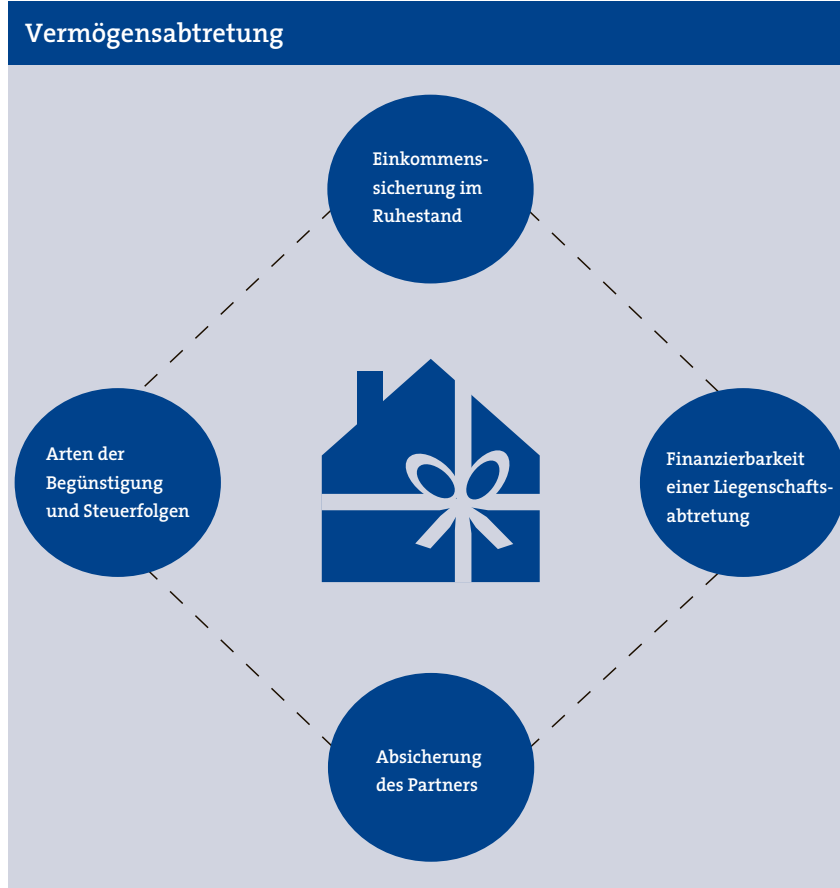 Vermögensabtretung
Einkommens-
sicherung im
Ruhestand
Arten der
Begünstigung
und Steuerfolgen
Finanzierbarkeit
einer Liegenschafts-
abtretung
Absicherung
des Partners